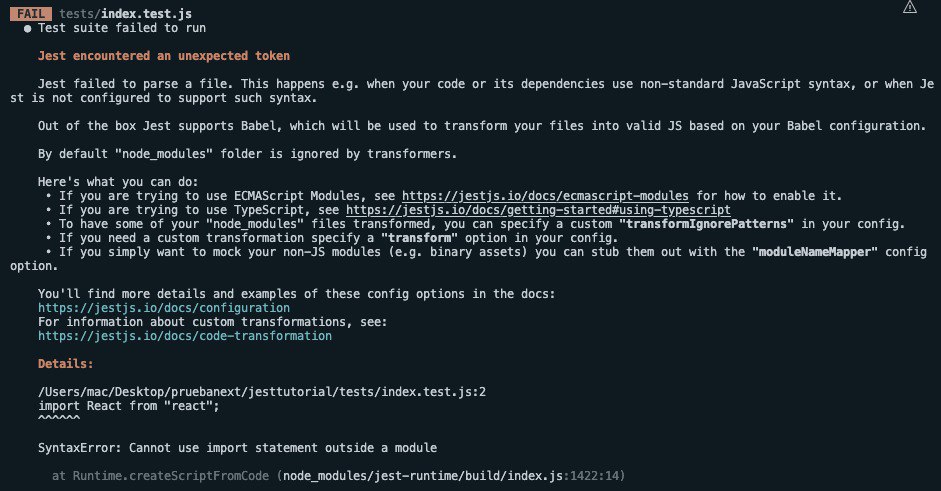 FAIL tests/index.test.js
● Test suite failed to run
Jest encountered an unexpected token
Jest failed to parse a file. This happens e.g. when your code or its dependencies use non-standard JavaScript syntax, or when Je
st is not configured to support such syntax.
Out of the box Jest supports Babel, which will be used to transform your files into valid JS based on your Babel configuration.
By default "node_modules" folder is ignored by transformers.
Here's what you can do:
• If you are trying to use ECMAScript Modules, see https://jestjs.io/docs/ecmascript-modules for how to enable it.
• If you are trying to use TypeScript, see https://jestjs.io/docs/getting-started#using-typescript
• To have some of your "node_modules" files transformed, you can specify a custom "transformIgnorePatterns" in your config.
• If you need a custom transformation specify a "transform" option in your config.
• If you simply want to mock your non-JS modules (e.g. binary assets) you can stub them out with the "moduleNameMapper" config
option.
You'll find more details and examples of these config options in the docs:
https://jestjs.io/docs/configuration
For information about custom transformations, see:
https://jestjs.io/docs/code-transformation
Details:
/Users/mac/Desktop/pruebanext/jesttutorial/tests/index.test.js:2
import React from "react";
^^^^^^
SyntaxError: Cannot use import statement outside a module
at Runtime.createScriptFromCode (node_modules/jest-runtime/build/index.js:1422:14)